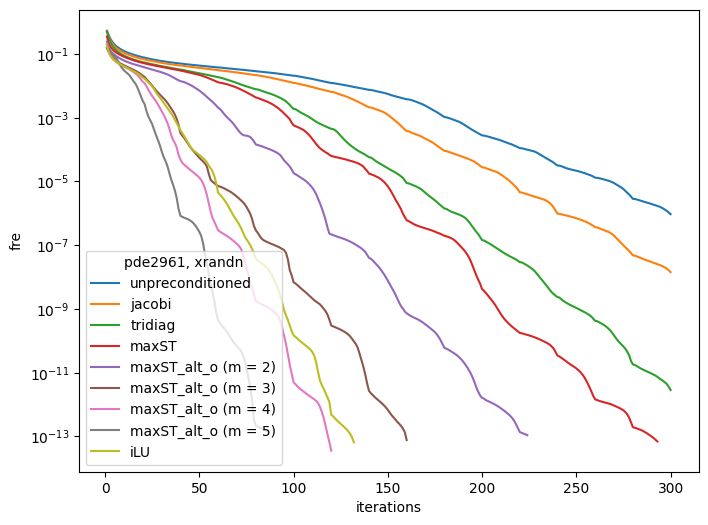 10^{-1}
10^{-3}
10^{-5}
10^{-7}
10^{-9}
10^{-11}
10^{-13}
fre
pde2961, xrandn
unpreconditioned
jacobi
tridiag
maxST
maxST_alt_o (m = 2)
maxST_alt_o (m = 3)
maxST_alt_o (m = 4)
maxST_alt_o (m = 5)
iLU
0 50 100 150 200 250 300
iterations